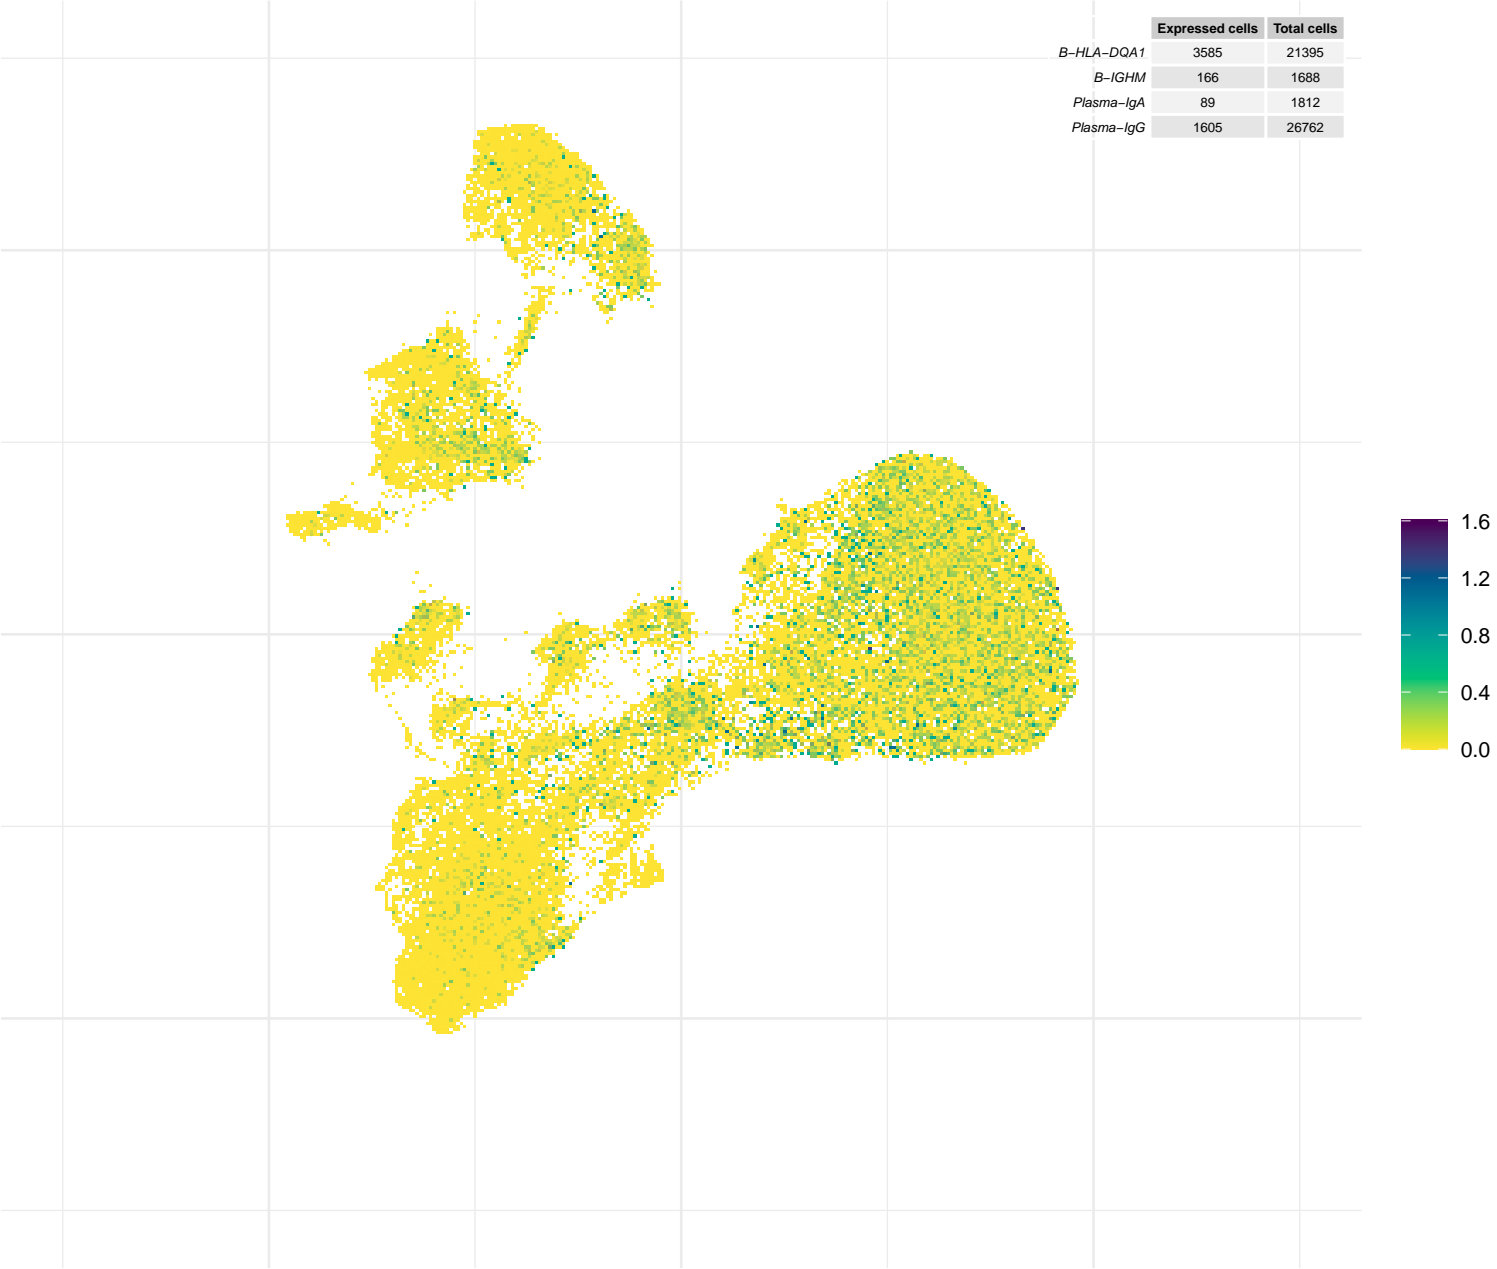 Expressed cells Total cells
B−HLA−DQA1 3585 21395
B−IGHM 166 1688
Plasma−IgA 89 1812
Plasma−IgG 1605 26762
1.6
1.2
0.8
0.4
0.0